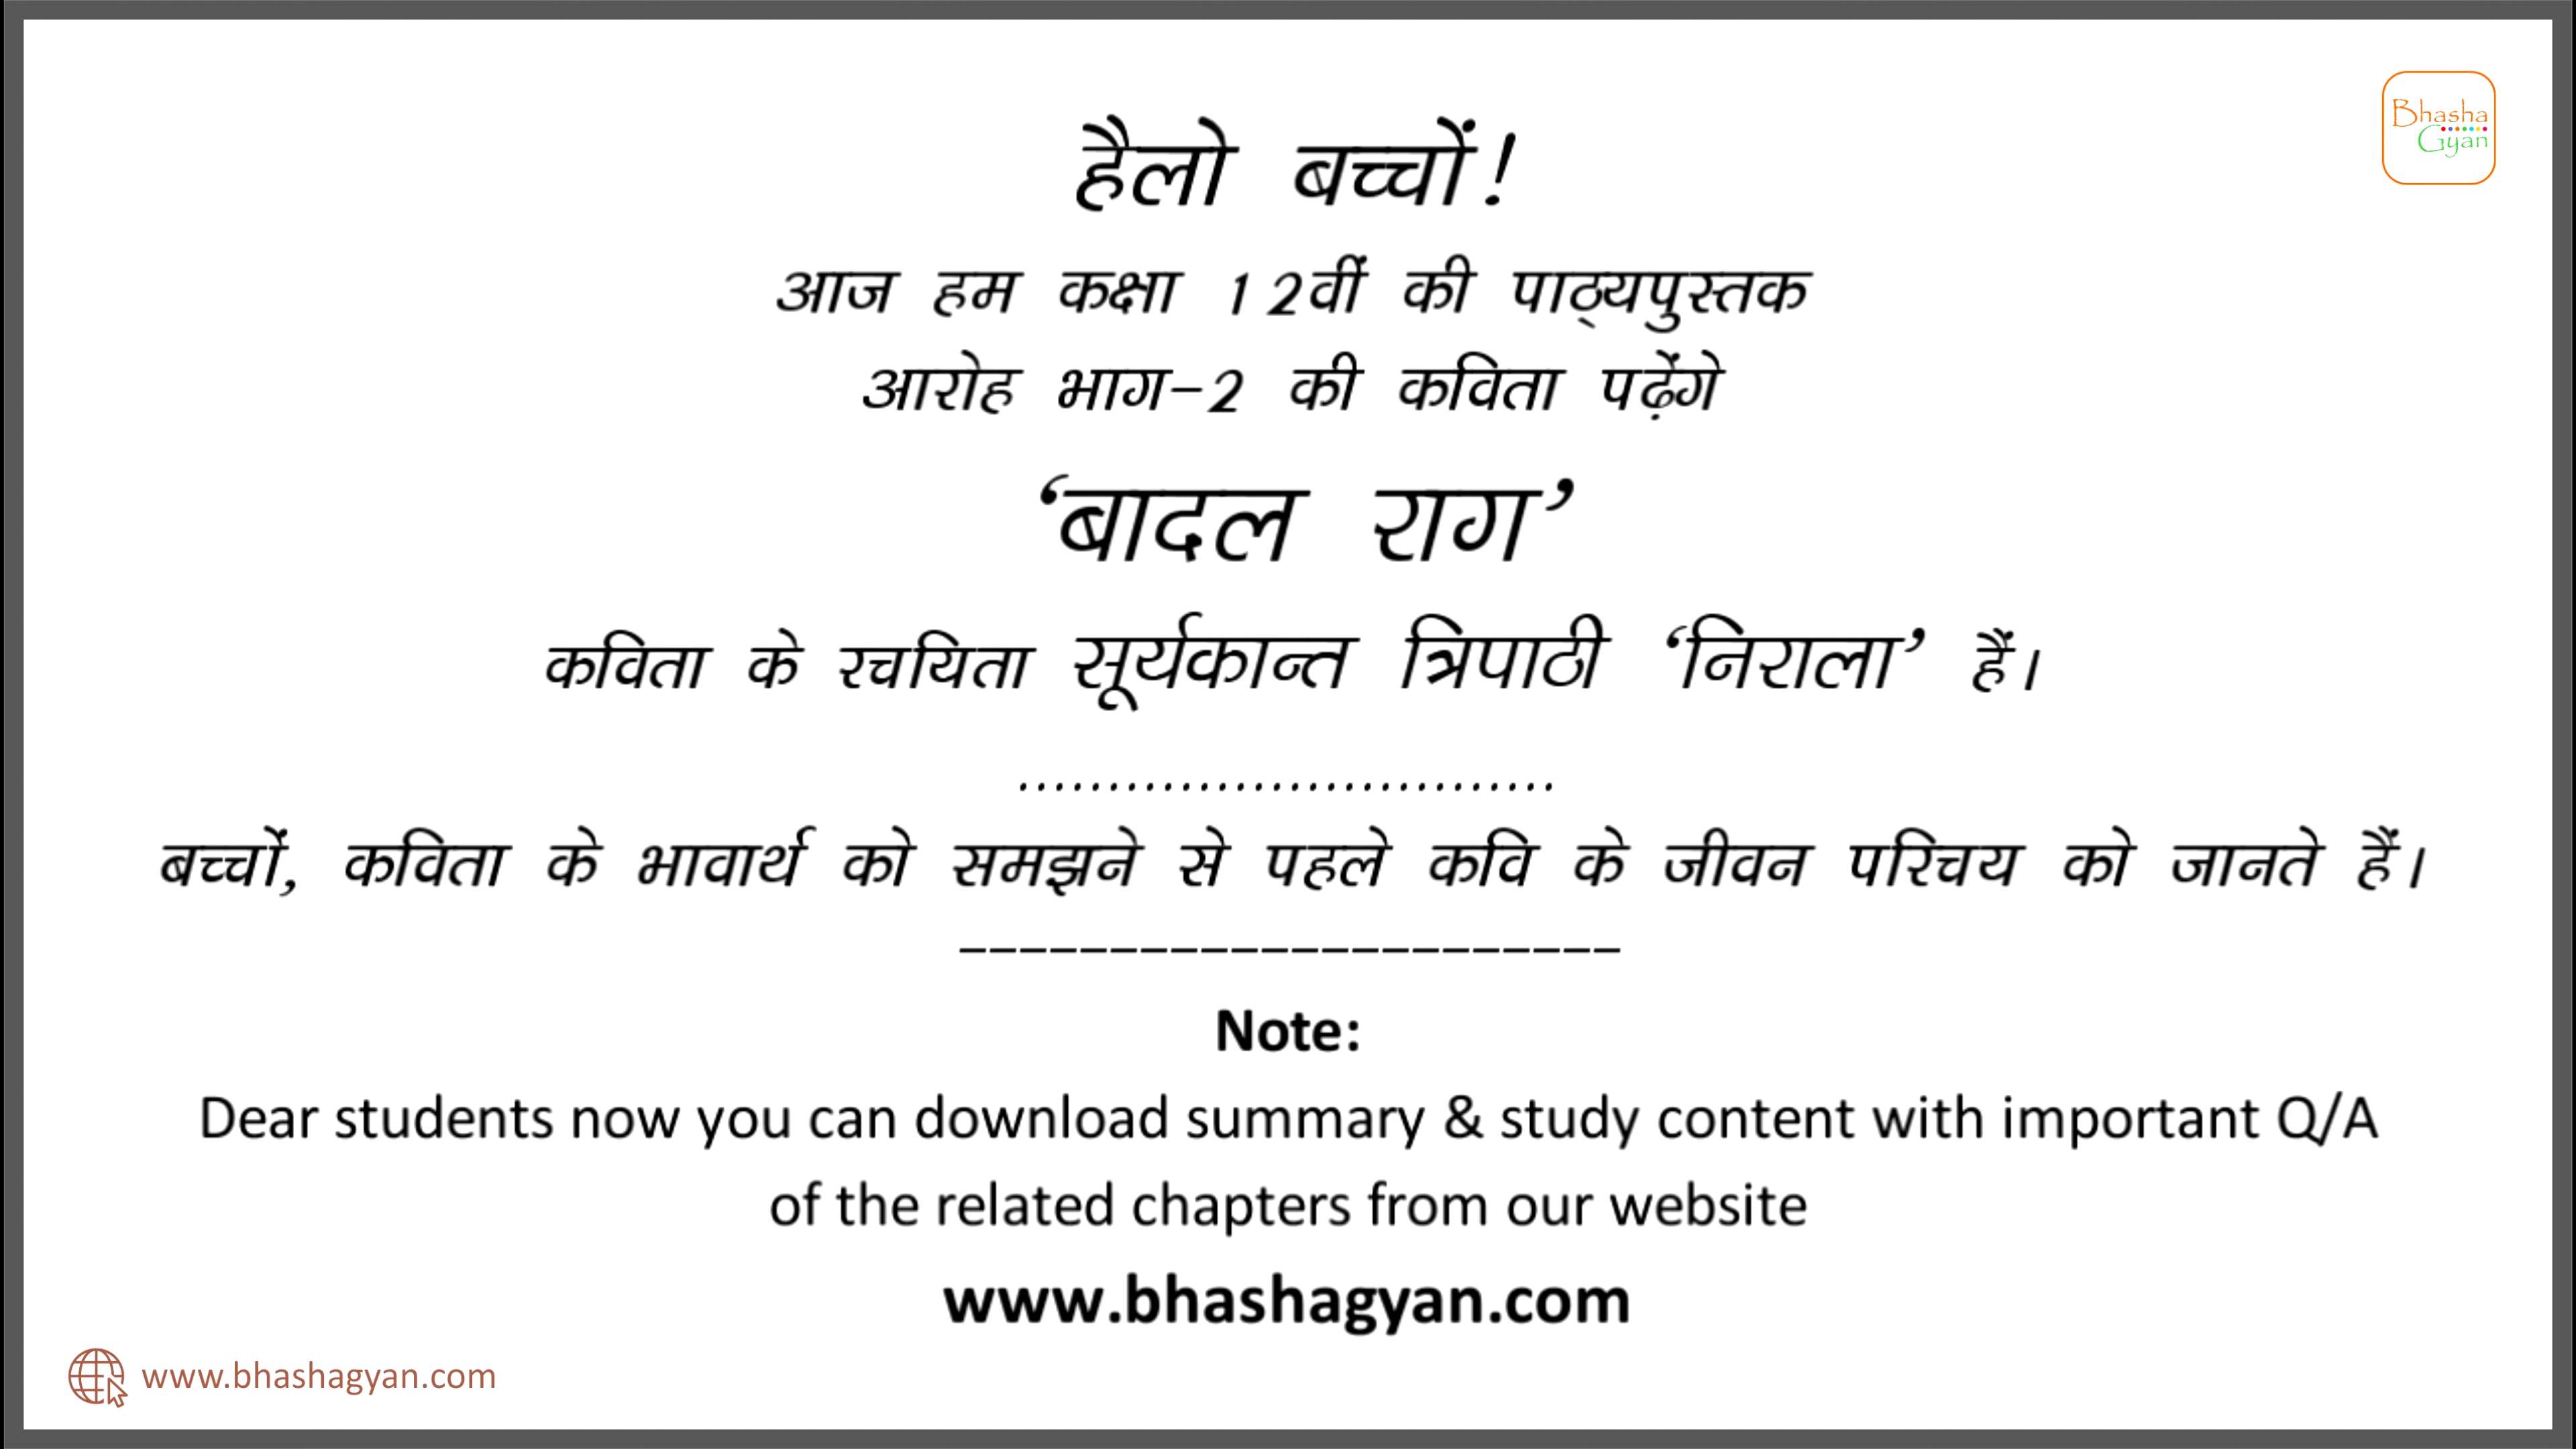 Bhasha
Gyan
हैलो बच्चों!
आज हम कक्षा 12वीं की पाठ्यपुस्तक
आरोह भाग-2 की कविता पढ़ेंगे
‘बादल राग’
कविता के रचयिता सूर्यकान्त त्रिपाठी ‘निराला’ हैं।
..............................
बच्चों, कविता के भावार्थ को समझने से पहले कवि के जीवन परिचय को जानते हैं।
----------------------
Note:
Dear students now you can download summary & study content with important Q/A
of the related chapters from our website
www.bhashagyan.com
www.bhashagyan.com